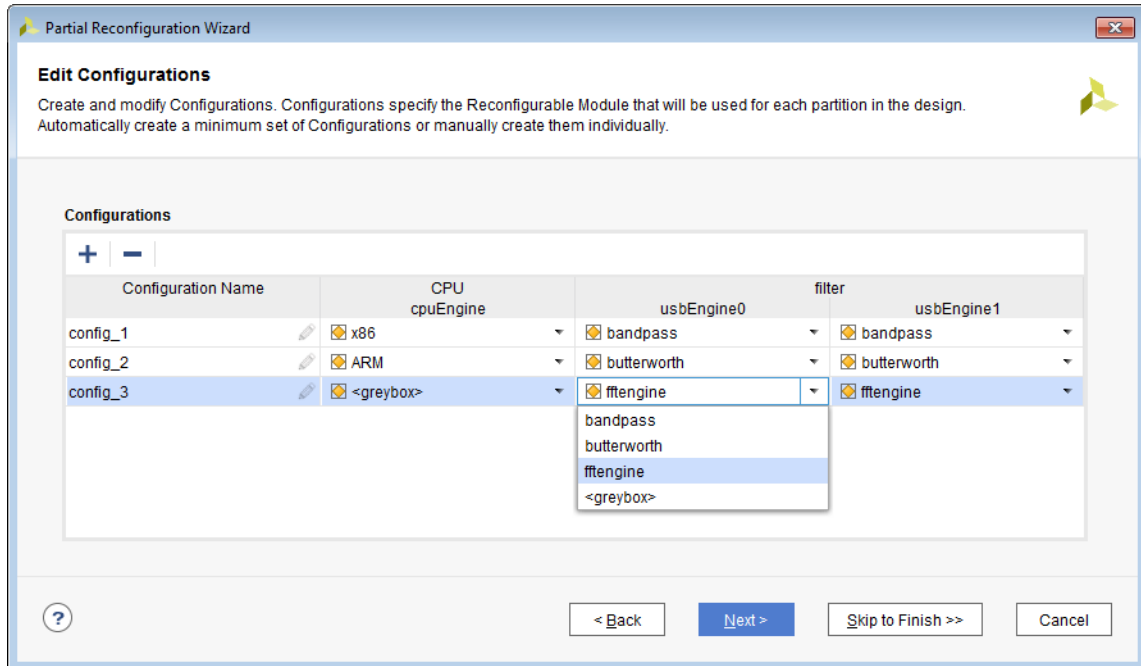 Partial Reconfiguration Wizard
Edit Configurations
Create and modify Configurations. Configurations specify the Reconfigurable Module that will be used for each partition in the design.
Automatically create a minimum set of Configurations or manually create them individually.
Configurations
Configuration Name CPU filter
cpuEngine usbEngine0 usbEngine1
config_1 x86 bandpass bandpass
config_2 ARM butterworth butterworth
config_3 <greybox> fftengine fftengine
bandpass
butterworth
fftengine
<greybox>
? < Back Next > Skip to Finish >> Cancel